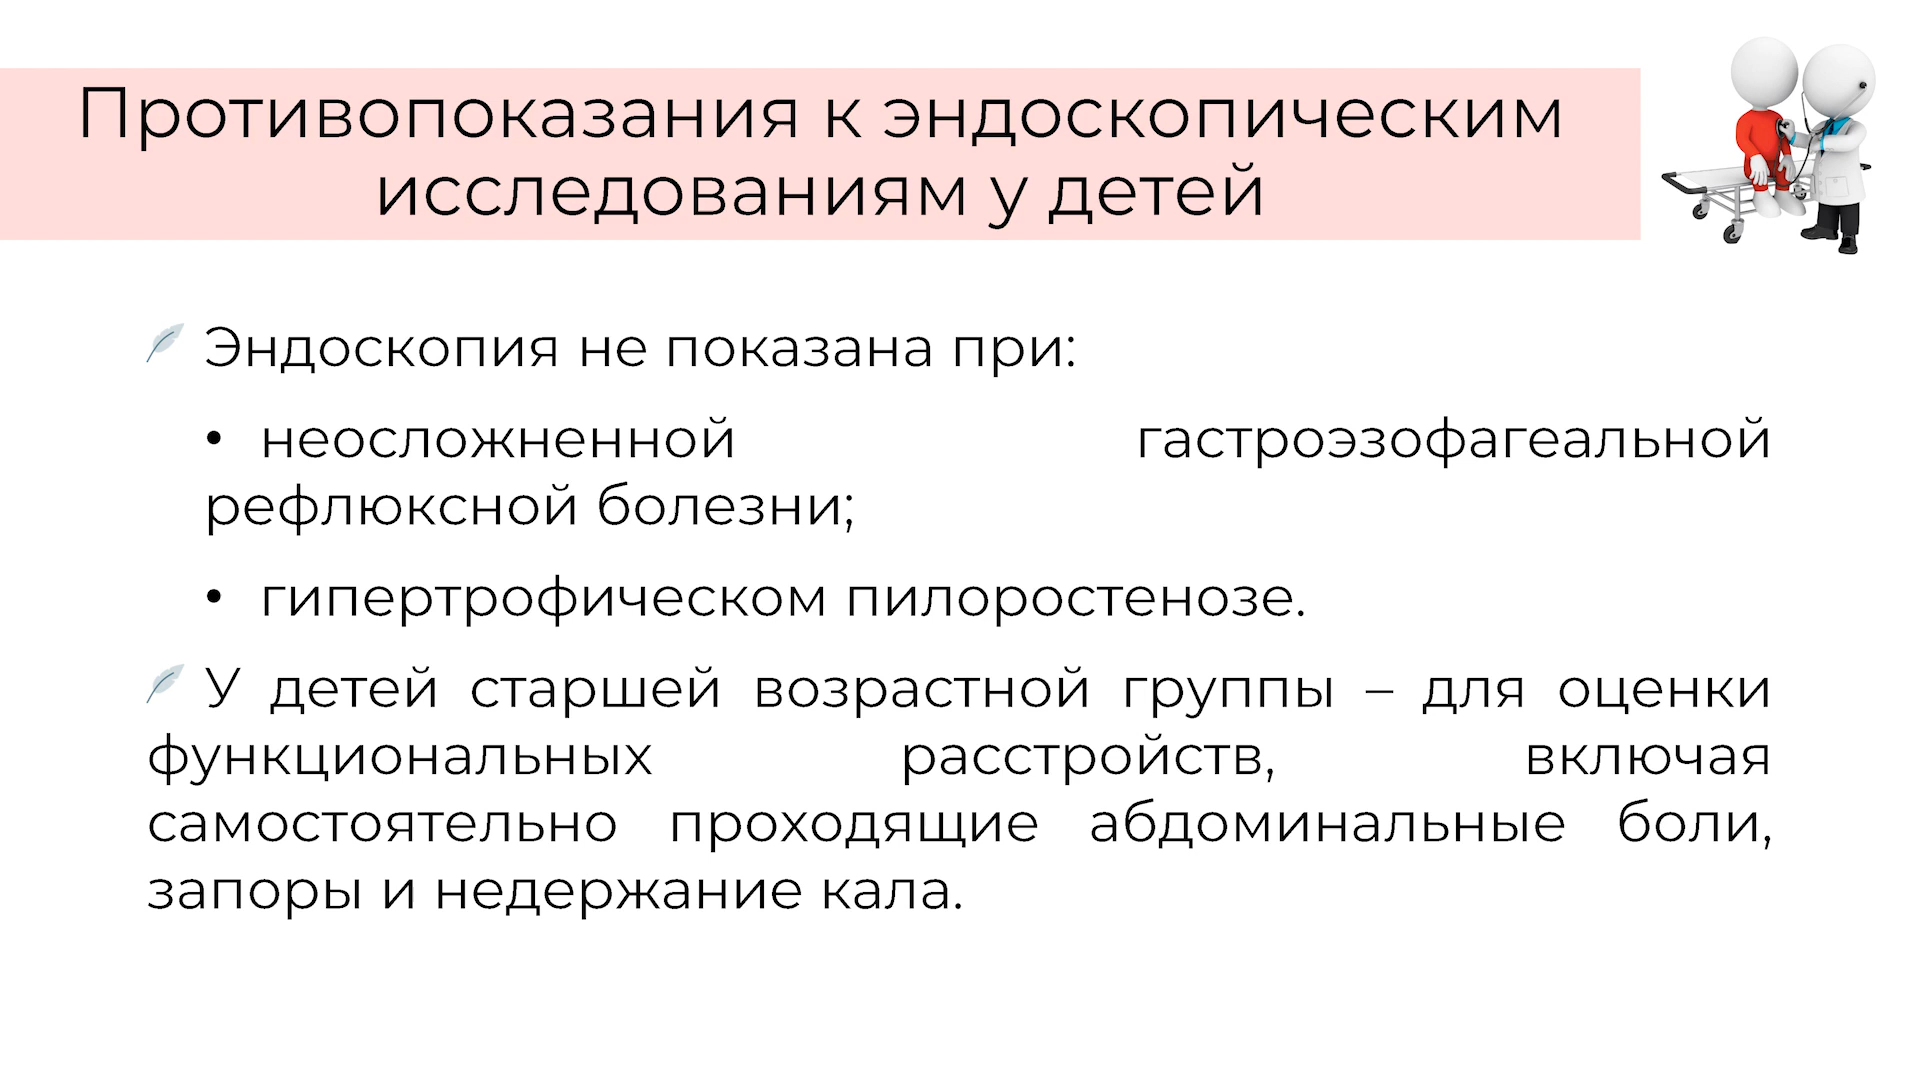 Противопоказания к эндоскопическим
исследованиям у детей
Эндоскопия не показана при:
• неосложненной гастроэзофагеальной
рефлюксной болезни;
• гипертрофическом пилоростенозе.
У детей старшей возрастной группы – для оценки
функциональных расстройств, включая
самостоятельно проходящие абдоминальные боли,
запоры и недержание кала.